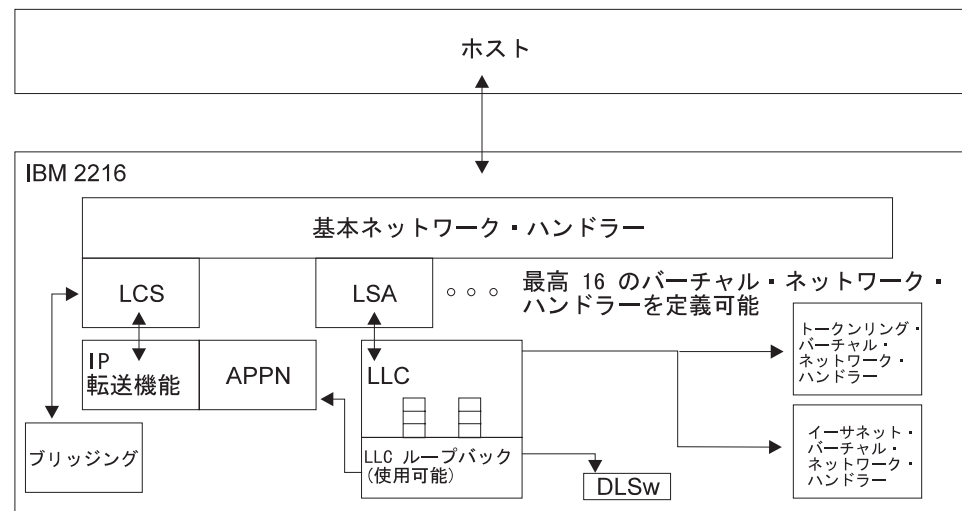 ホスト
IBM 2216
基本ネットワーク・ハンドラー
LCS
LSA
。。。
最高 16 のバーチャル・ネットワーク・
ハンドラーを定義可能
IP
転送機能
APPN
LLC
トークンリング・
バーチャル・
ネットワーク・
ハンドラー
ブリッジング
LLC ループバック
(使用可能)
DLSw
イーサネット・
バーチャル・
ネットワーク・
ハンドラー